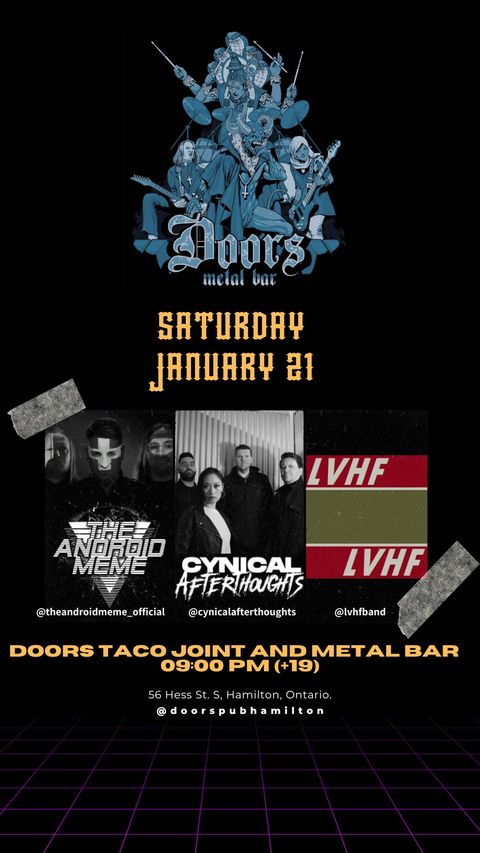 Doors
metal bar
SATURDAY
JANUARY 21
THE
ANDROID
MEME
CYNICAL
AFTERTHOUGHTS
LVHF
LVHF
@theandroidmeme_official
@cynicalafterthoughts
@lvhfband
DOORS TACO JOINT AND METAL BAR
09:00 PM (+19)
56 Hess St. S, Hamilton, Ontario.
@doorspubhamilton